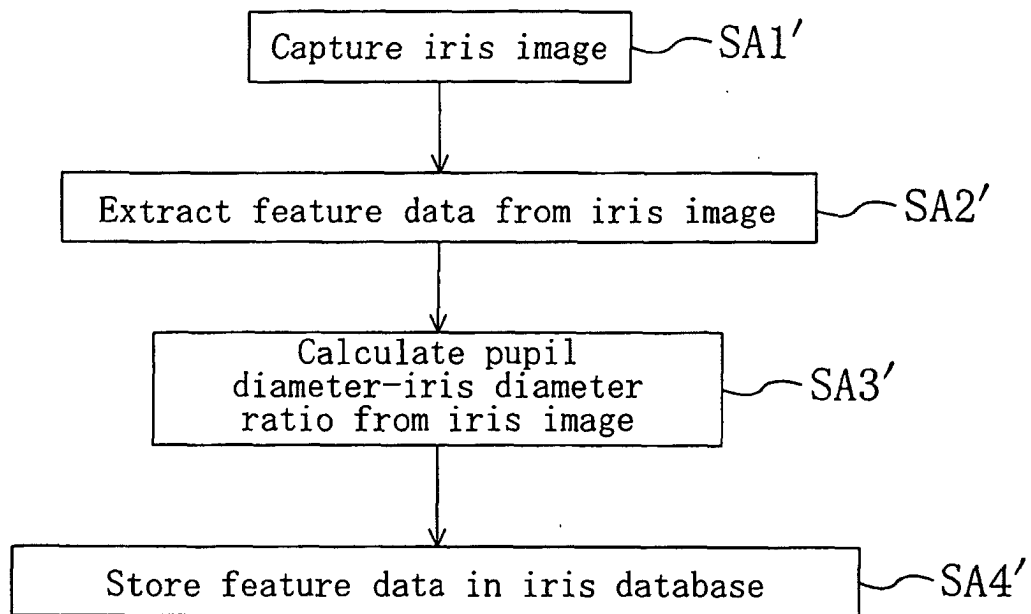 Capture iris image
SA1′
Extract feature data from iris image
SA2′
Calculate pupil
diameter-iris diameter
ratio from iris image
SA3′
Store feature data in iris database
SA4′